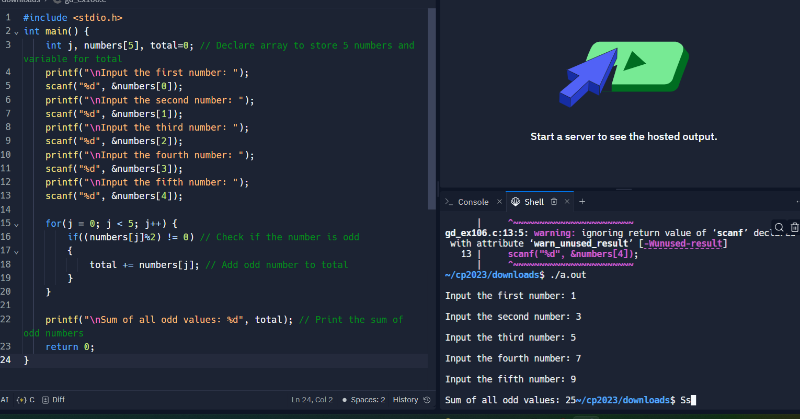 gd_ex106.c
1 #include <stdio.h>
2 int main() {
3 int j, numbers[5], total=0; // Declare array to store 5 numbers and
variable for total
4 printf("\nInput the first number: ");
5 scanf("%d", &numbers[0]);
6 printf("\nInput the second number: ");
7 scanf("%d", &numbers[1]);
8 printf("\nInput the third number: ");
9 scanf("%d", &numbers[2]);
10 printf("\nInput the fourth number: ");
11 scanf("%d", &numbers[3]);
12 printf("\nInput the fifth number: ");
13 scanf("%d", &numbers[4]);
14
15 for(j = 0; j < 5; j++) {
16 if((numbers[j]%2) != 0) // Check if the number is odd
17 {
18 total += numbers[j]; // Add odd number to total
19 }
20 }
21
22 printf("\nSum of all odd values: %d", total); // Print the sum of
odd numbers
23 return 0;
24 }
AI {+} C Diff Ln 24, Col 2 Spaces: 2 History
Start a server to see the hosted output.
Console × Shell × +
| ^~~~~~~~~~~~~~~~~~~~~~~~
gd_ex106.c:13:5: warning: ignoring return value of ‘scanf’ declared
with attribute ‘warn_unused_result’ [-Wunused-result]
13 | scanf("%d", &numbers[4]);
| ^~~~~~~~~~~~~~~~~~~~~~~~
~/cp2023/downloads$ ./a.out
Input the first number: 1
Input the second number: 3
Input the third number: 5
Input the fourth number: 7
Input the fifth number: 9
Sum of all odd values: 25~/cp2023/downloads$ Ss